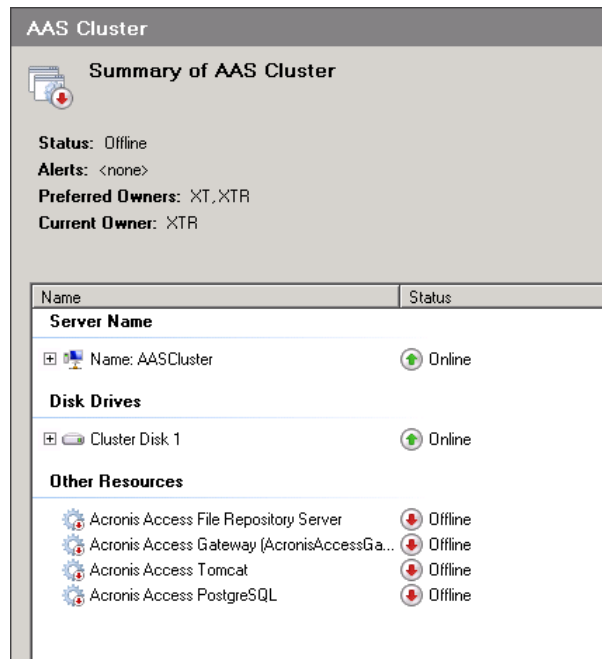 AAS Cluster
Summary of AAS Cluster
Status: Offline
Alerts: <none>
Preferred Owners: XT, XTR
Current Owner: XTR
Name Status
Server Name
Name: AASCluster Online
Disk Drives
Cluster Disk 1 Online
Other Resources
Acronis Access File Repository Server Offline
Acronis Access Gateway (AcronisAccessGa... Offline
Acronis Access Tomcat Offline
Acronis Access PostgreSQL Offline